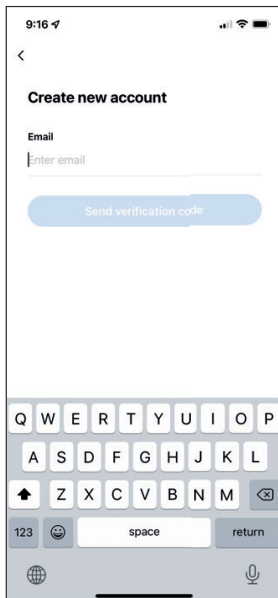 9:16
Create new account
Email
Enter email
Send verification code
Q W E R T Y U I O P
A S D F G H J K L
Z X C V B N M
123 space return